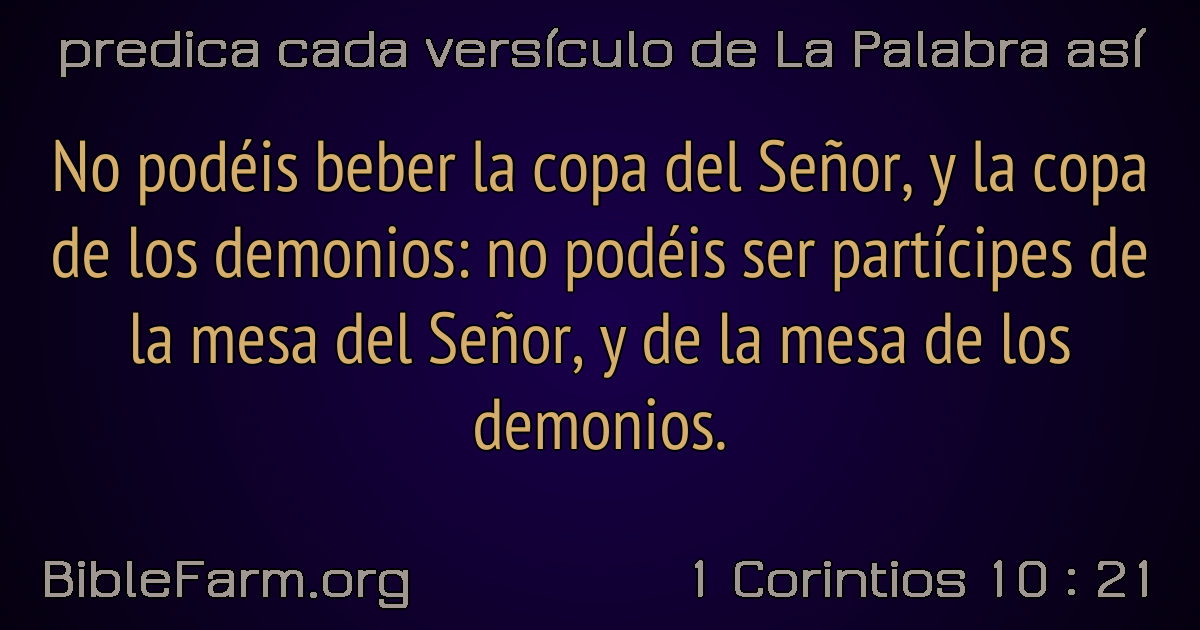 predica cada versículo de La Palabra así
No podéis beber la copa del Señor, y la copa
de los demonios: no podéis ser partícipes de
la mesa del Señor, y de la mesa de los
demonios.
BibleFarm.org
1 Corintios 10 : 21